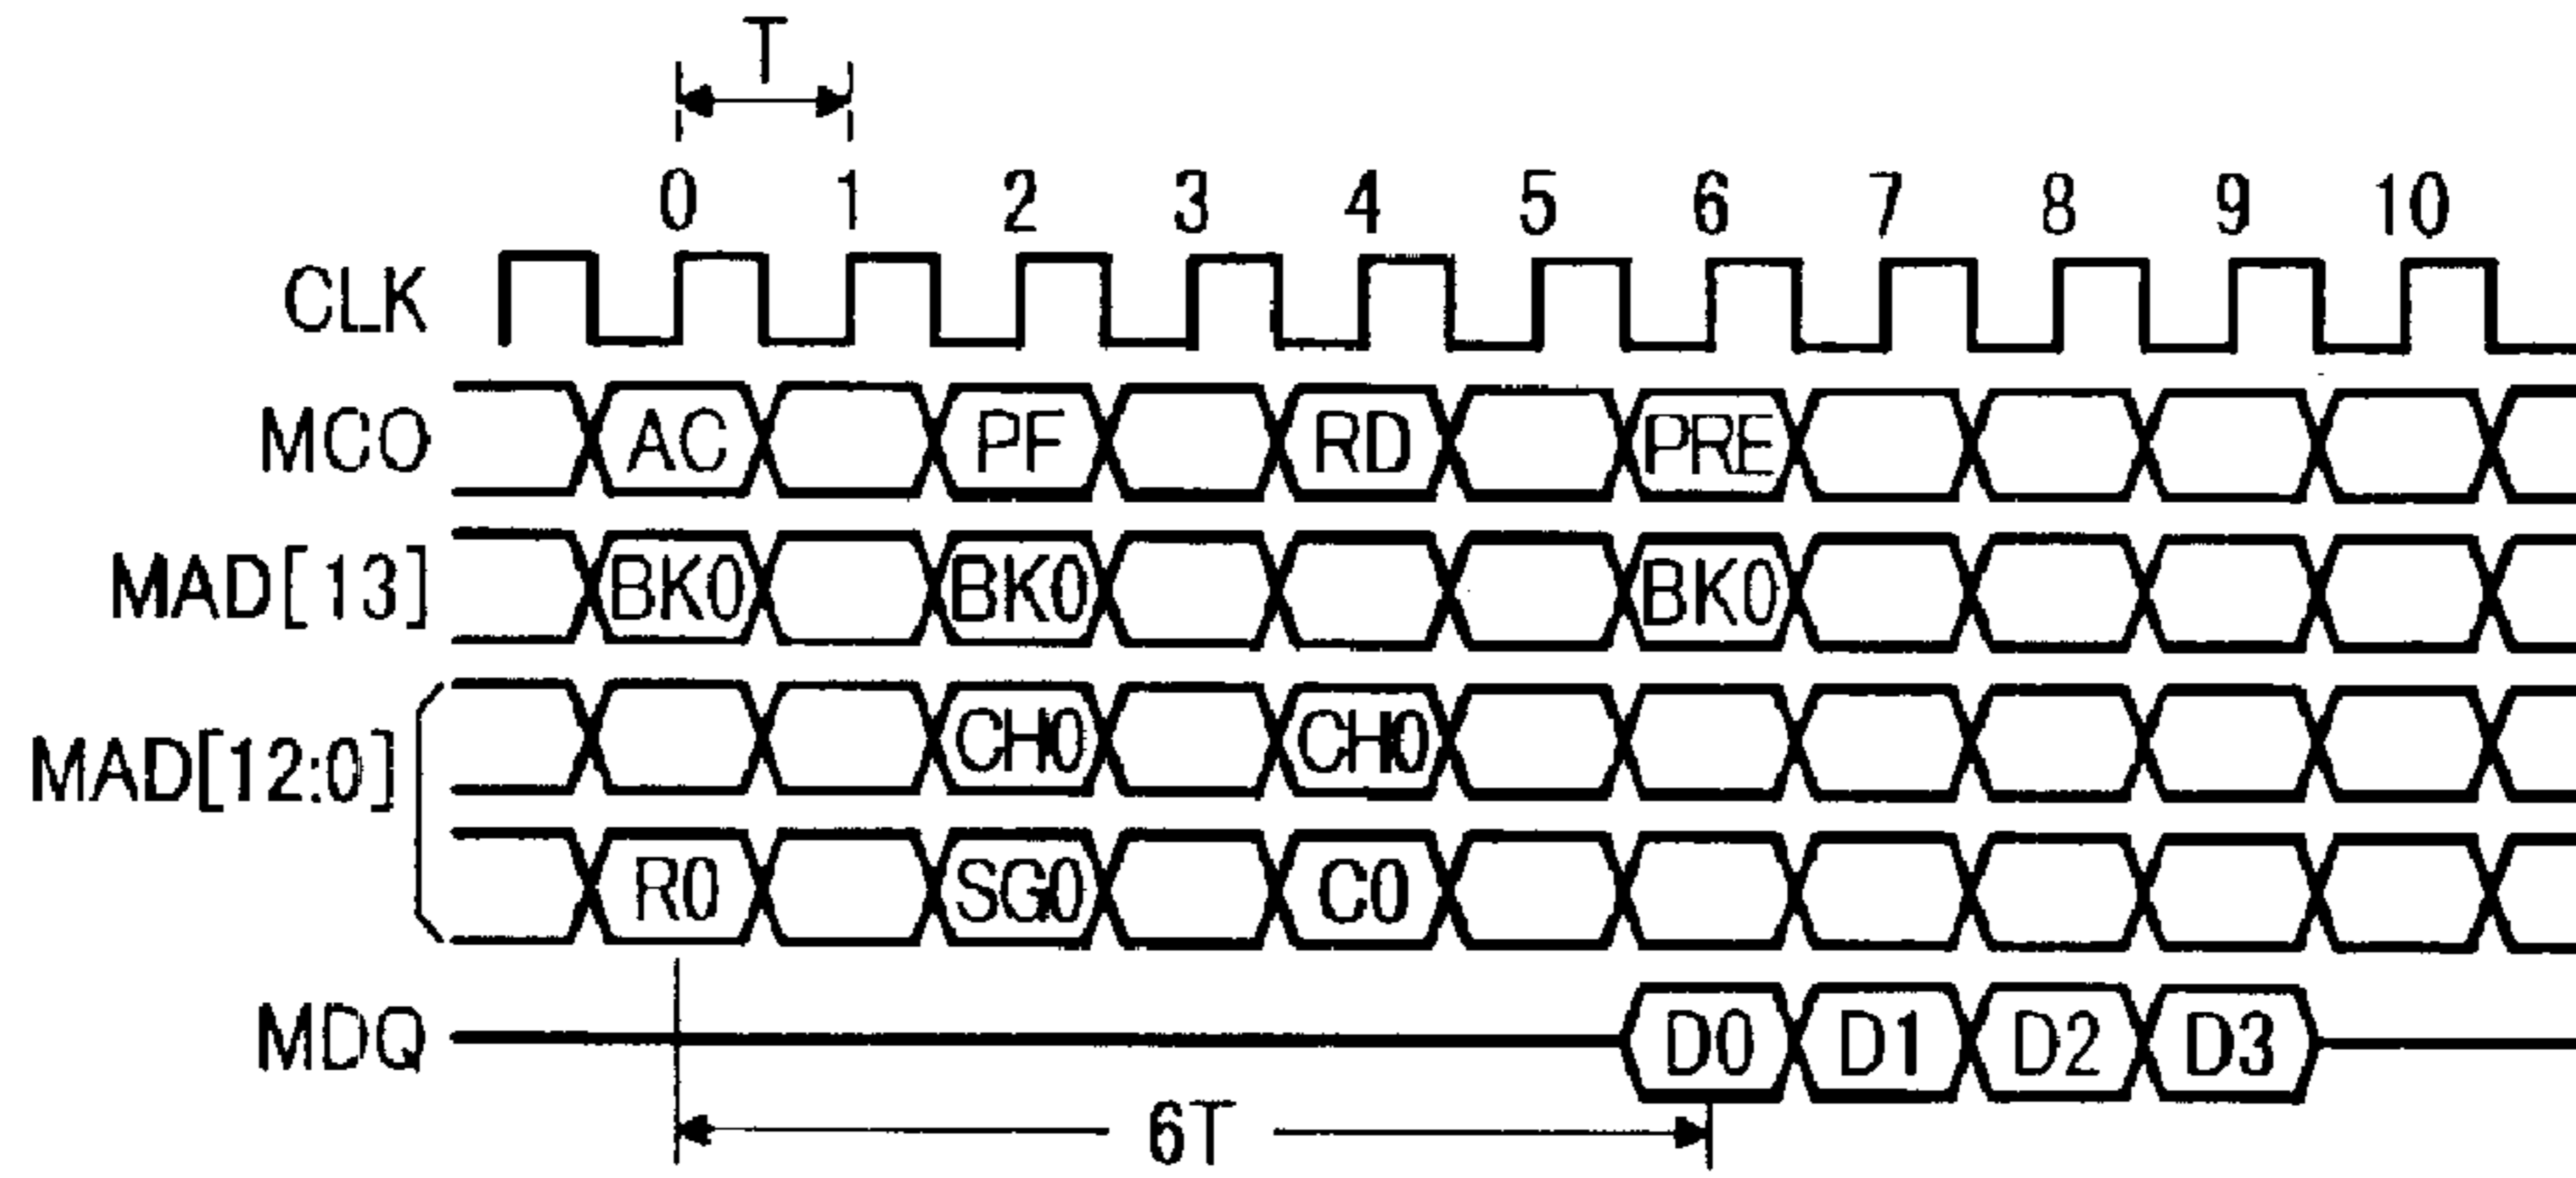 T
0 1 2 3 4 5 6 7 8 9 10
CLK
MCO AC PF RD PRE
MAD[13] BK0 BK0 BK0
MAD[12:0] CH0 CH0
R0 SG0 C0
MDQ D0 D1 D2 D3
6T